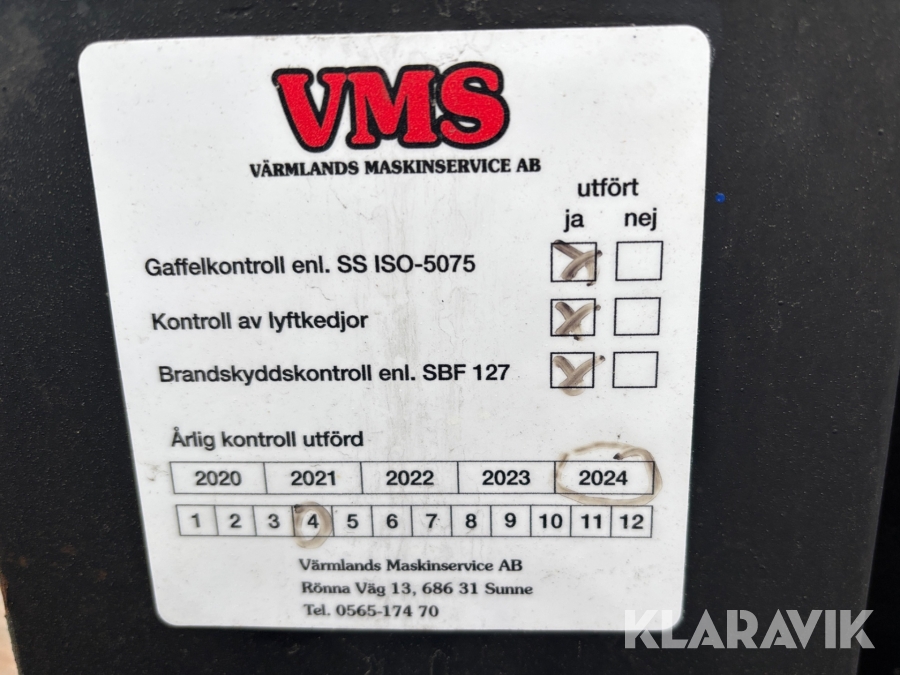 VMS
VÄRMLANDS MASKINSERVICE AB
utfört
ja nej
Gaffelkontroll enl. SS ISO-5075
Kontroll av lyftkedjor
Brandskyddskontroll enl. SBF 127
Årlig kontroll utförd
2020 2021 2022 2023 2024
1 2 3 4 5 6 7 8 9 10 11 12
Värmlands Maskinservice AB
Rönna Väg 13, 686 31 Sunne
Tel. 0565-174 70
KLARAVIK